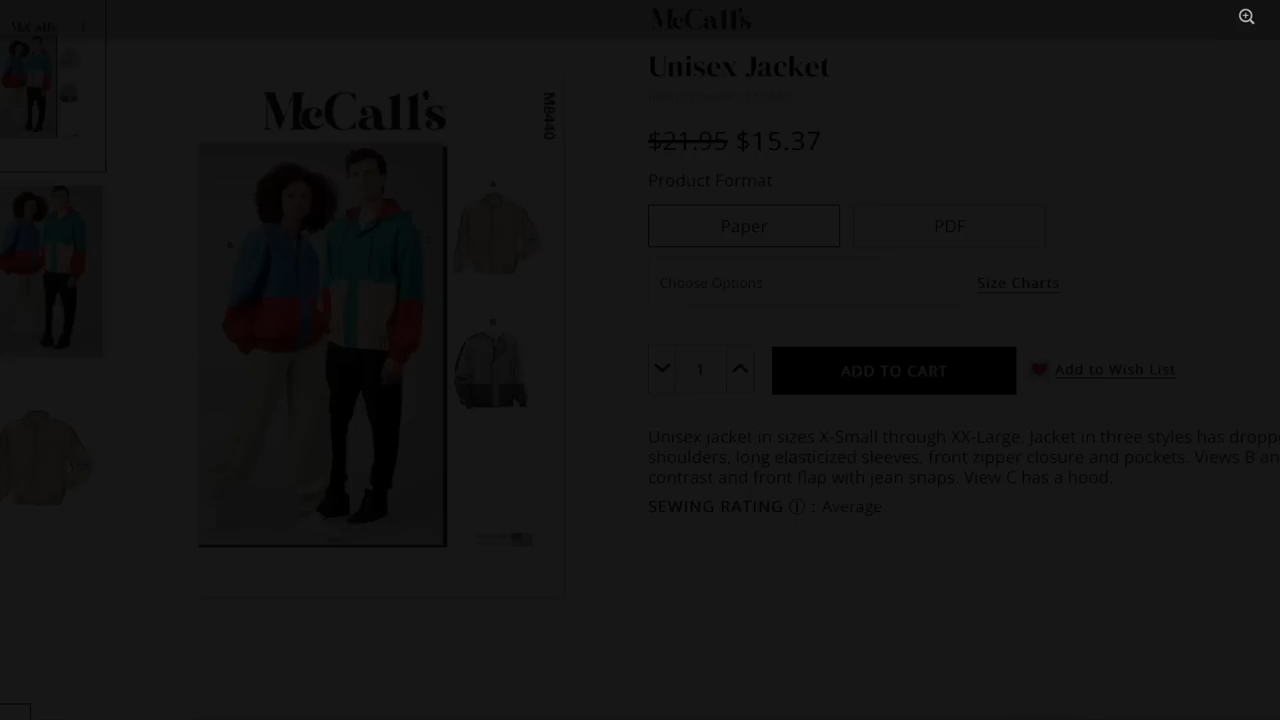 McCall's
McCall's
Unisex Jacket
McCall's
M8440
$21.95 $15.37
Product Format
Paper
PDF
Choose Options
Size Charts
1
ADD TO CART
Add to Wish List
Unisex jacket in sizes X-Small through XX-Large. Jacket in three styles has
shoulders, long elasticized sleeves, front zipper closure and pockets. Views B
contrast and front flap with jean snaps. View C has a hood.
SEWING RATING ⓘ : Average